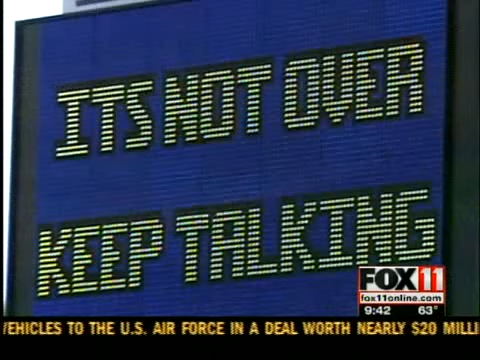 ITS NOT OVER
KEEP TALKING
FOX 11
fox11online.com
9:42 63°
VEHICLES TO THE U.S. AIR FORCE IN A DEAL WORTH NEARLY $20 MILLI